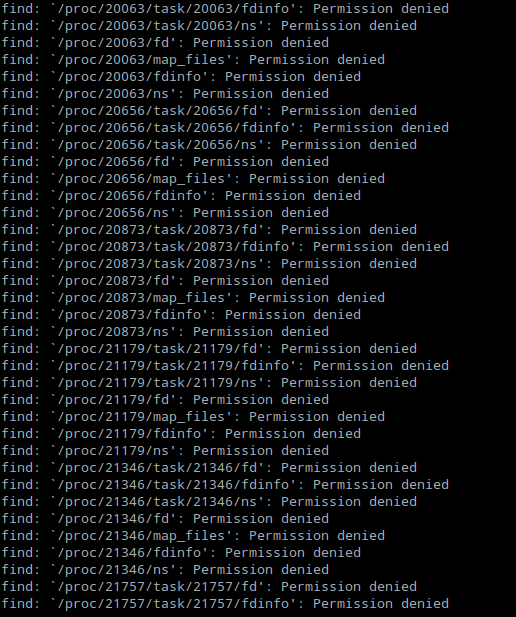 find: `/proc/20063/task/20063/fdinfo': Permission denied
find: `/proc/20063/task/20063/ns': Permission denied
find: `/proc/20063/fd': Permission denied
find: `/proc/20063/map_files': Permission denied
find: `/proc/20063/fdinfo': Permission denied
find: `/proc/20063/ns': Permission denied
find: `/proc/20656/task/20656/fd': Permission denied
find: `/proc/20656/task/20656/fdinfo': Permission denied
find: `/proc/20656/task/20656/ns': Permission denied
find: `/proc/20656/fd': Permission denied
find: `/proc/20656/map_files': Permission denied
find: `/proc/20656/fdinfo': Permission denied
find: `/proc/20656/ns': Permission denied
find: `/proc/20873/task/20873/fd': Permission denied
find: `/proc/20873/task/20873/fdinfo': Permission denied
find: `/proc/20873/task/20873/ns': Permission denied
find: `/proc/20873/fd': Permission denied
find: `/proc/20873/map_files': Permission denied
find: `/proc/20873/fdinfo': Permission denied
find: `/proc/20873/ns': Permission denied
find: `/proc/21179/task/21179/fd': Permission denied
find: `/proc/21179/task/21179/fdinfo': Permission denied
find: `/proc/21179/task/21179/ns': Permission denied
find: `/proc/21179/fd': Permission denied
find: `/proc/21179/map_files': Permission denied
find: `/proc/21179/fdinfo': Permission denied
find: `/proc/21179/ns': Permission denied
find: `/proc/21346/task/21346/fd': Permission denied
find: `/proc/21346/task/21346/fdinfo': Permission denied
find: `/proc/21346/task/21346/ns': Permission denied
find: `/proc/21346/fd': Permission denied
find: `/proc/21346/map_files': Permission denied
find: `/proc/21346/fdinfo': Permission denied
find: `/proc/21346/ns': Permission denied
find: `/proc/21757/task/21757/fd': Permission denied
find: `/proc/21757/task/21757/fdinfo': Permission denied